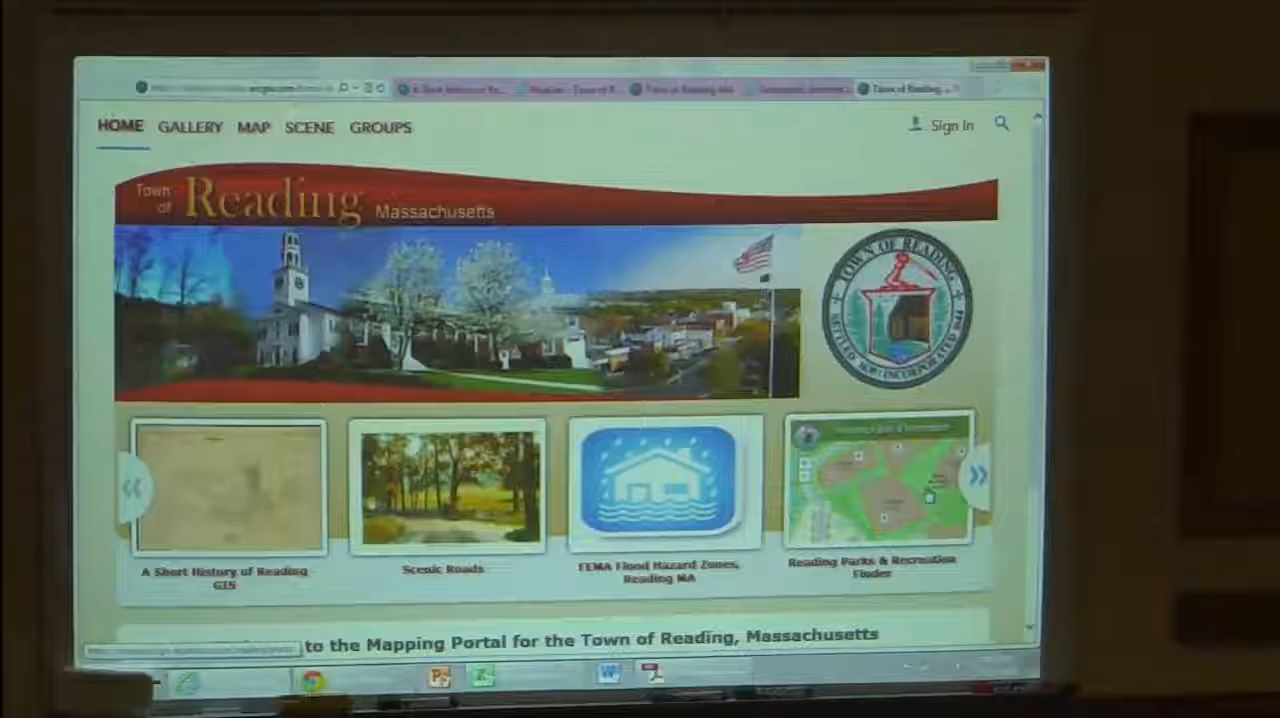 HOME GALLERY MAP SCENE GROUPS
Sign In
Town of Reading Massachusetts
TOWN OF READING
A Short History of Reading GIS
Scenic Roads
FEMA Flood Hazard Zones,
Reading MA
Reading Parks & Recreation
Finder
to the Mapping Portal for the Town of Reading, Massachusetts